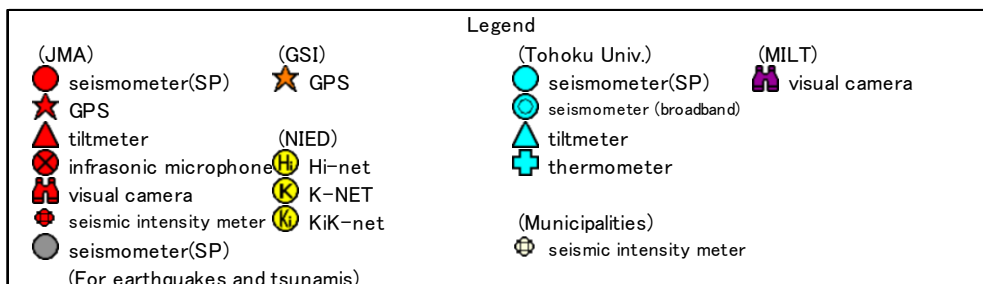 Legend
(JMA)
seismometer(SP)
GPS
tiltmeter
infrasonic microphone
visual camera
seismic intensity meter
seismometer(SP)
(For earthquakes and tsunamis)
(GSI)
GPS
(NIED)
Hi Hi-net
K K-NET
Ki KiK-net
(Tohoku Univ.)
seismometer(SP)
seismometer (broadband)
tiltmeter
thermometer
(Municipalities)
seismic intensity meter
(MILT)
visual camera